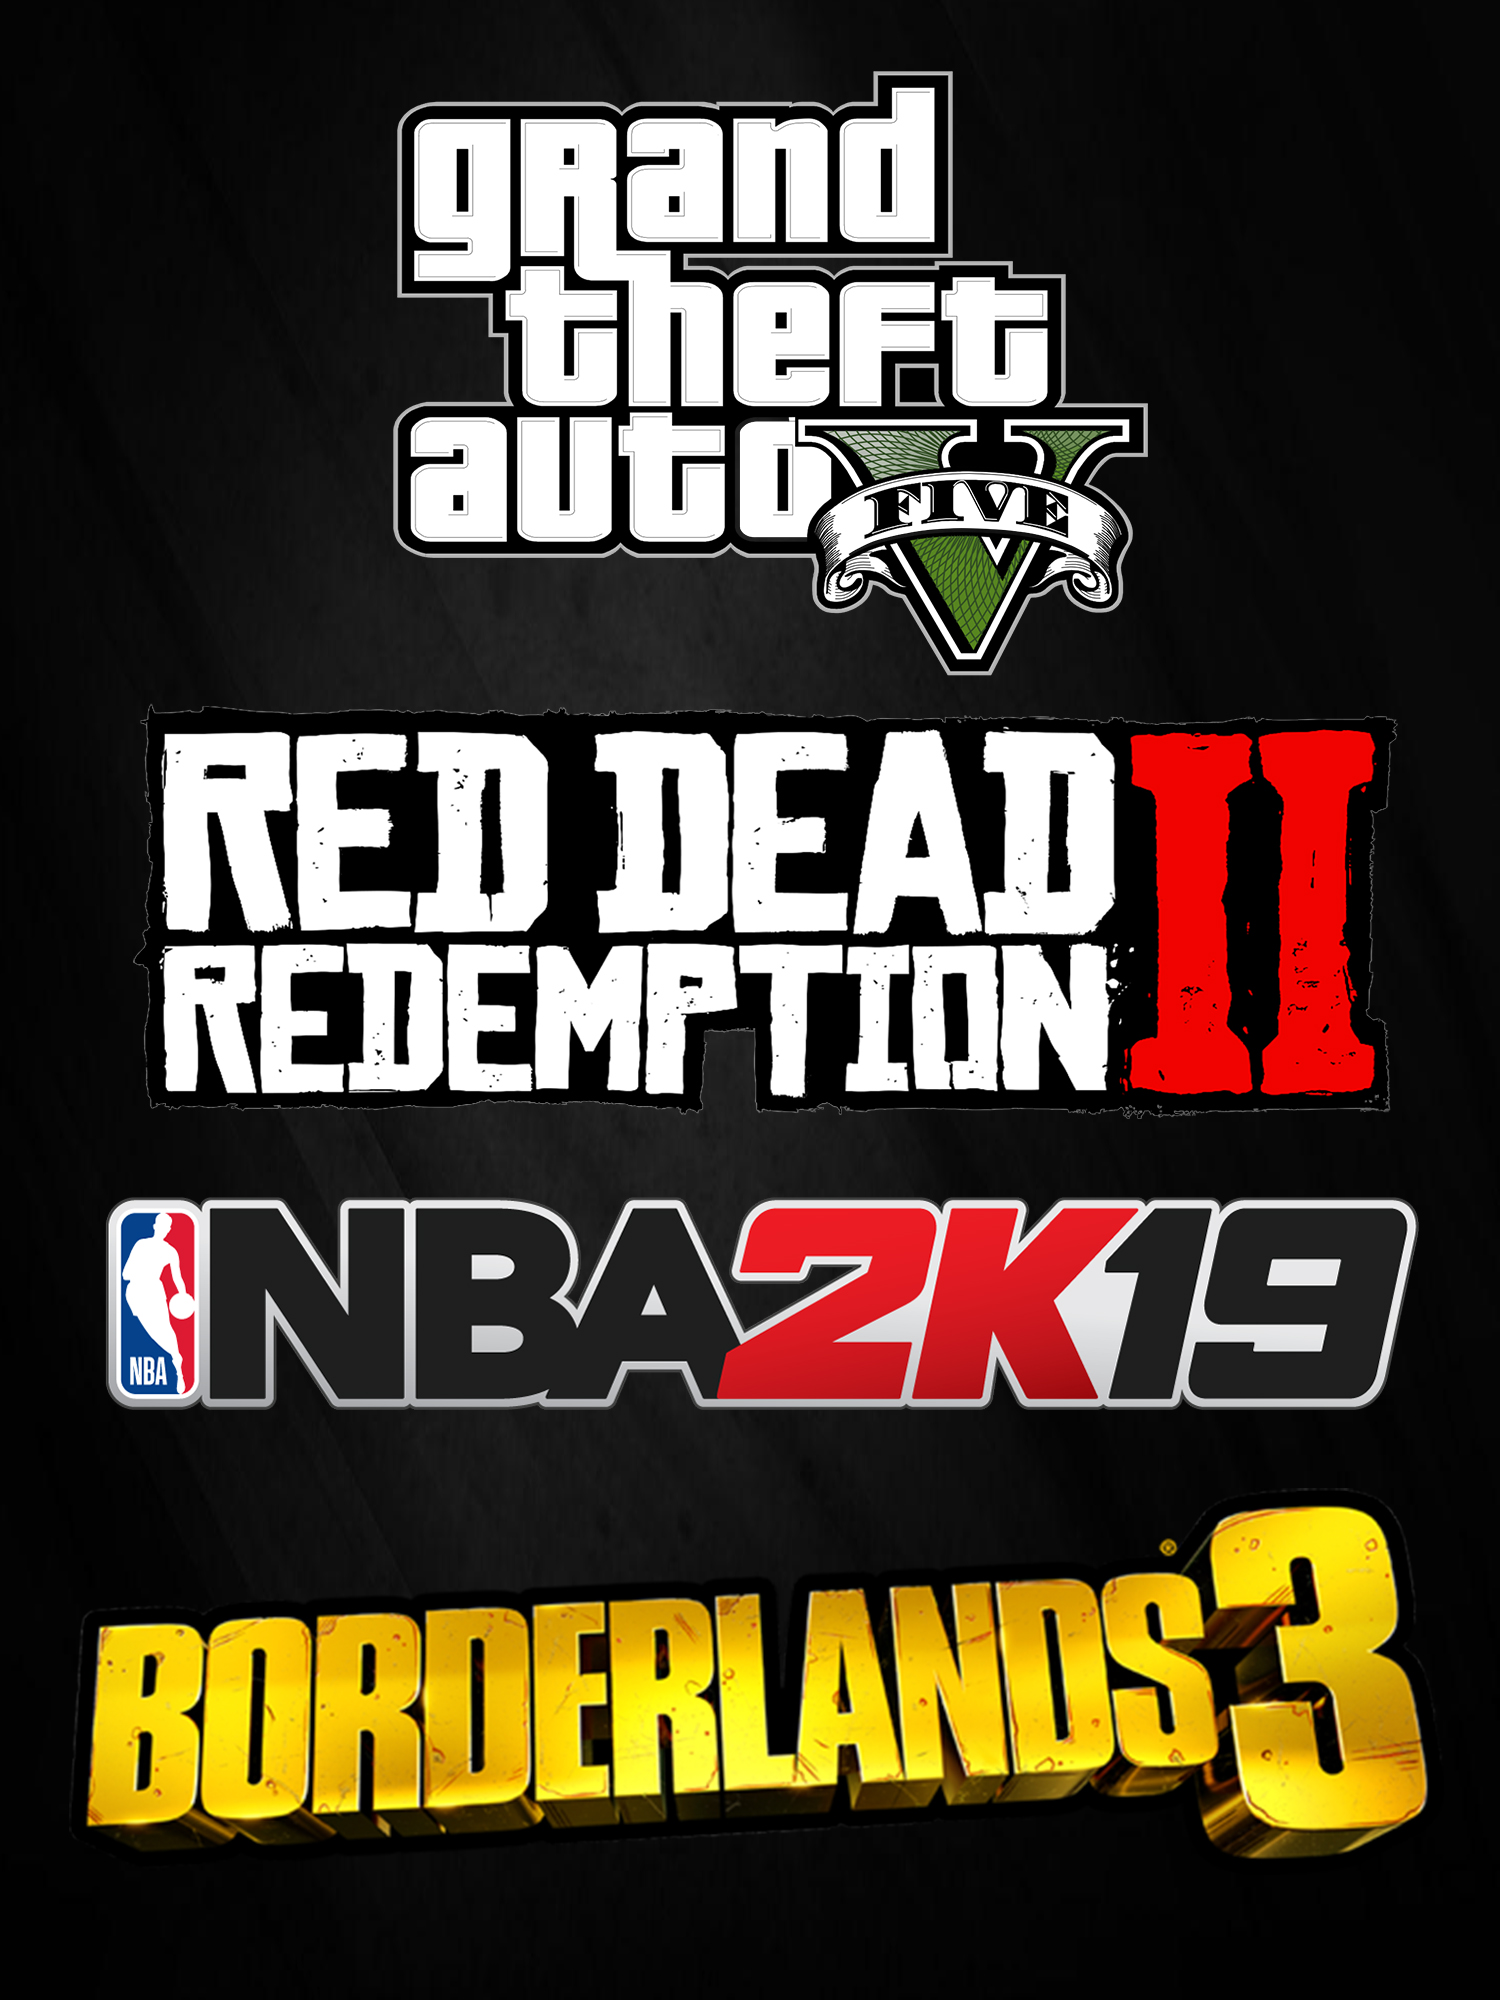 grand
theft
auto V
FIVE
RED DEAD
REDEMPTION II
NBA NBA2K19
BORDERLANDS®3